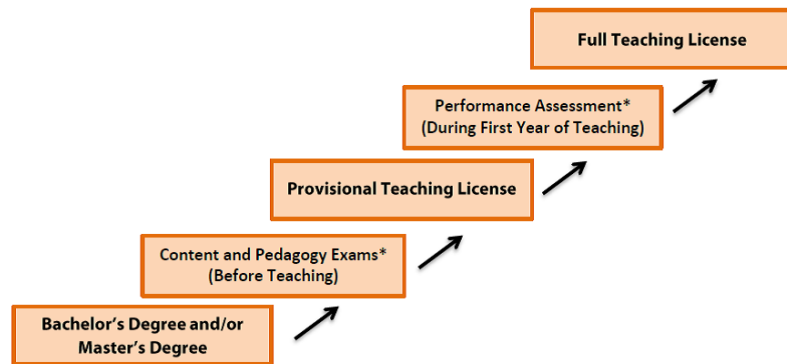 Full Teaching License
Performance Assessment*
(During First Year of Teaching)
Provisional Teaching License
Content and Pedagogy Exams*
(Before Teaching)
Bachelor's Degree and/or
Master's Degree